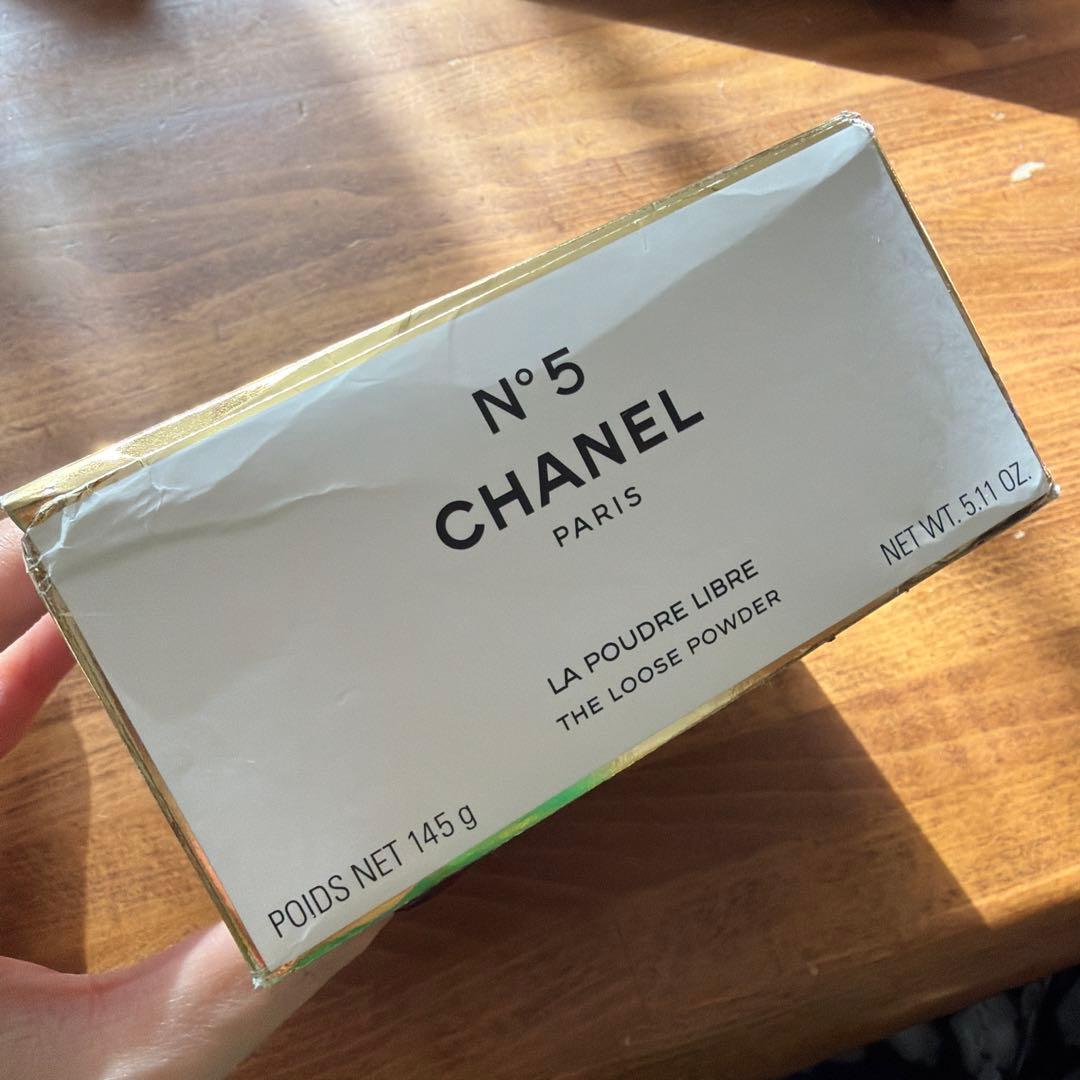 N° 5
CHANEL
PARIS
LA POUDRE LIBRE
THE LOOSE POWDER
POIDS NET 145 g
NET WT. 5.11 OZ.